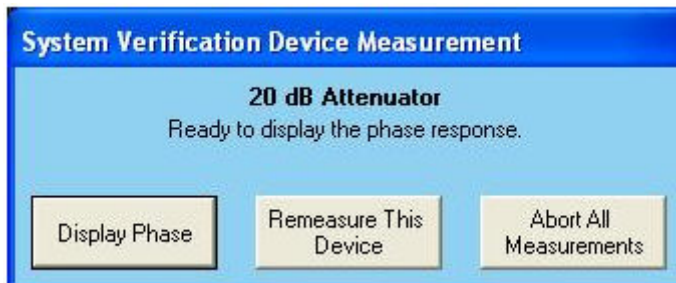 System Verification Device Measurement
20 dB Attenuator
Ready to display the phase response.
Display Phase
Remeasure This
Device
Abort All
Measurements